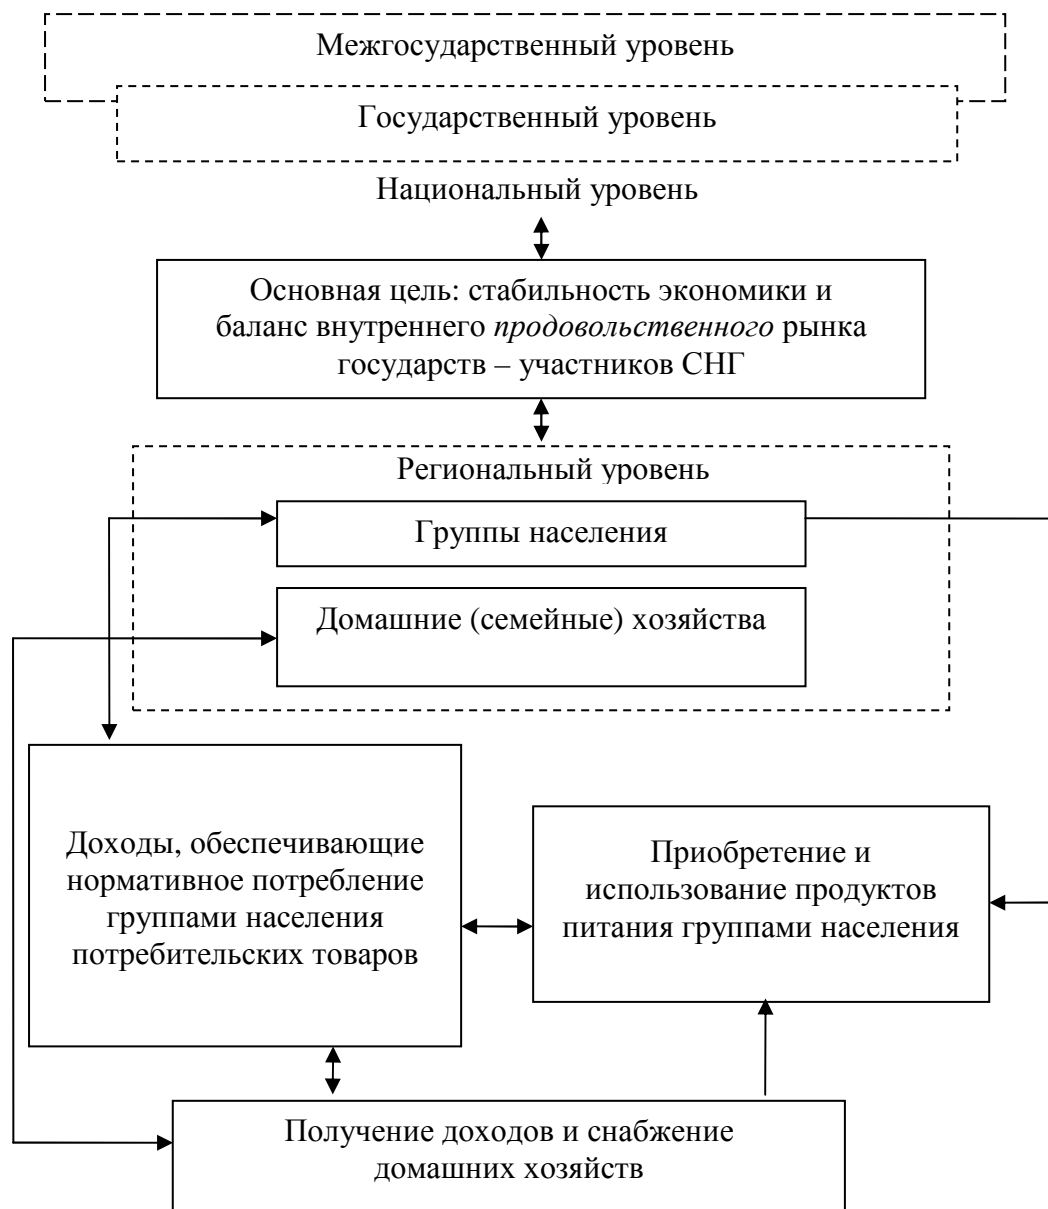 Межгосударственный уровень
Государственный уровень
Национальный уровень
Основная цель: стабильность экономики и
баланс внутреннего продовольственного рынка
государств – участников СНГ
Региональный уровень
Группы населения
Домашние (семейные) хозяйства
Доходы, обеспечивающие
нормативное потребление
группами населения
потребительских товаров
Приобретение и
использование продуктов
питания группами населения
Получение доходов и снабжение
домашних хозяйств